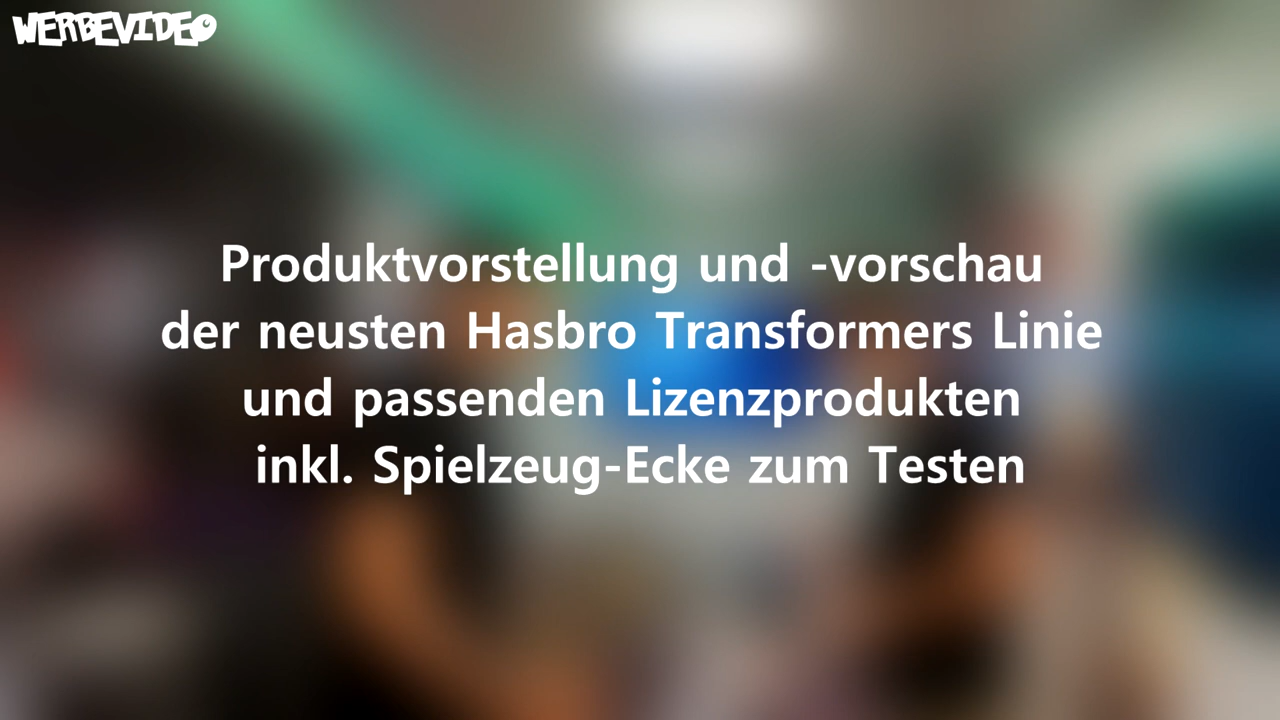 WERBEVIDEO
Produktvorstellung und -vorschau
der neusten Hasbro Transformers Linie
und passenden Lizenzprodukten
inkl. Spielzeug-Ecke zum Testen